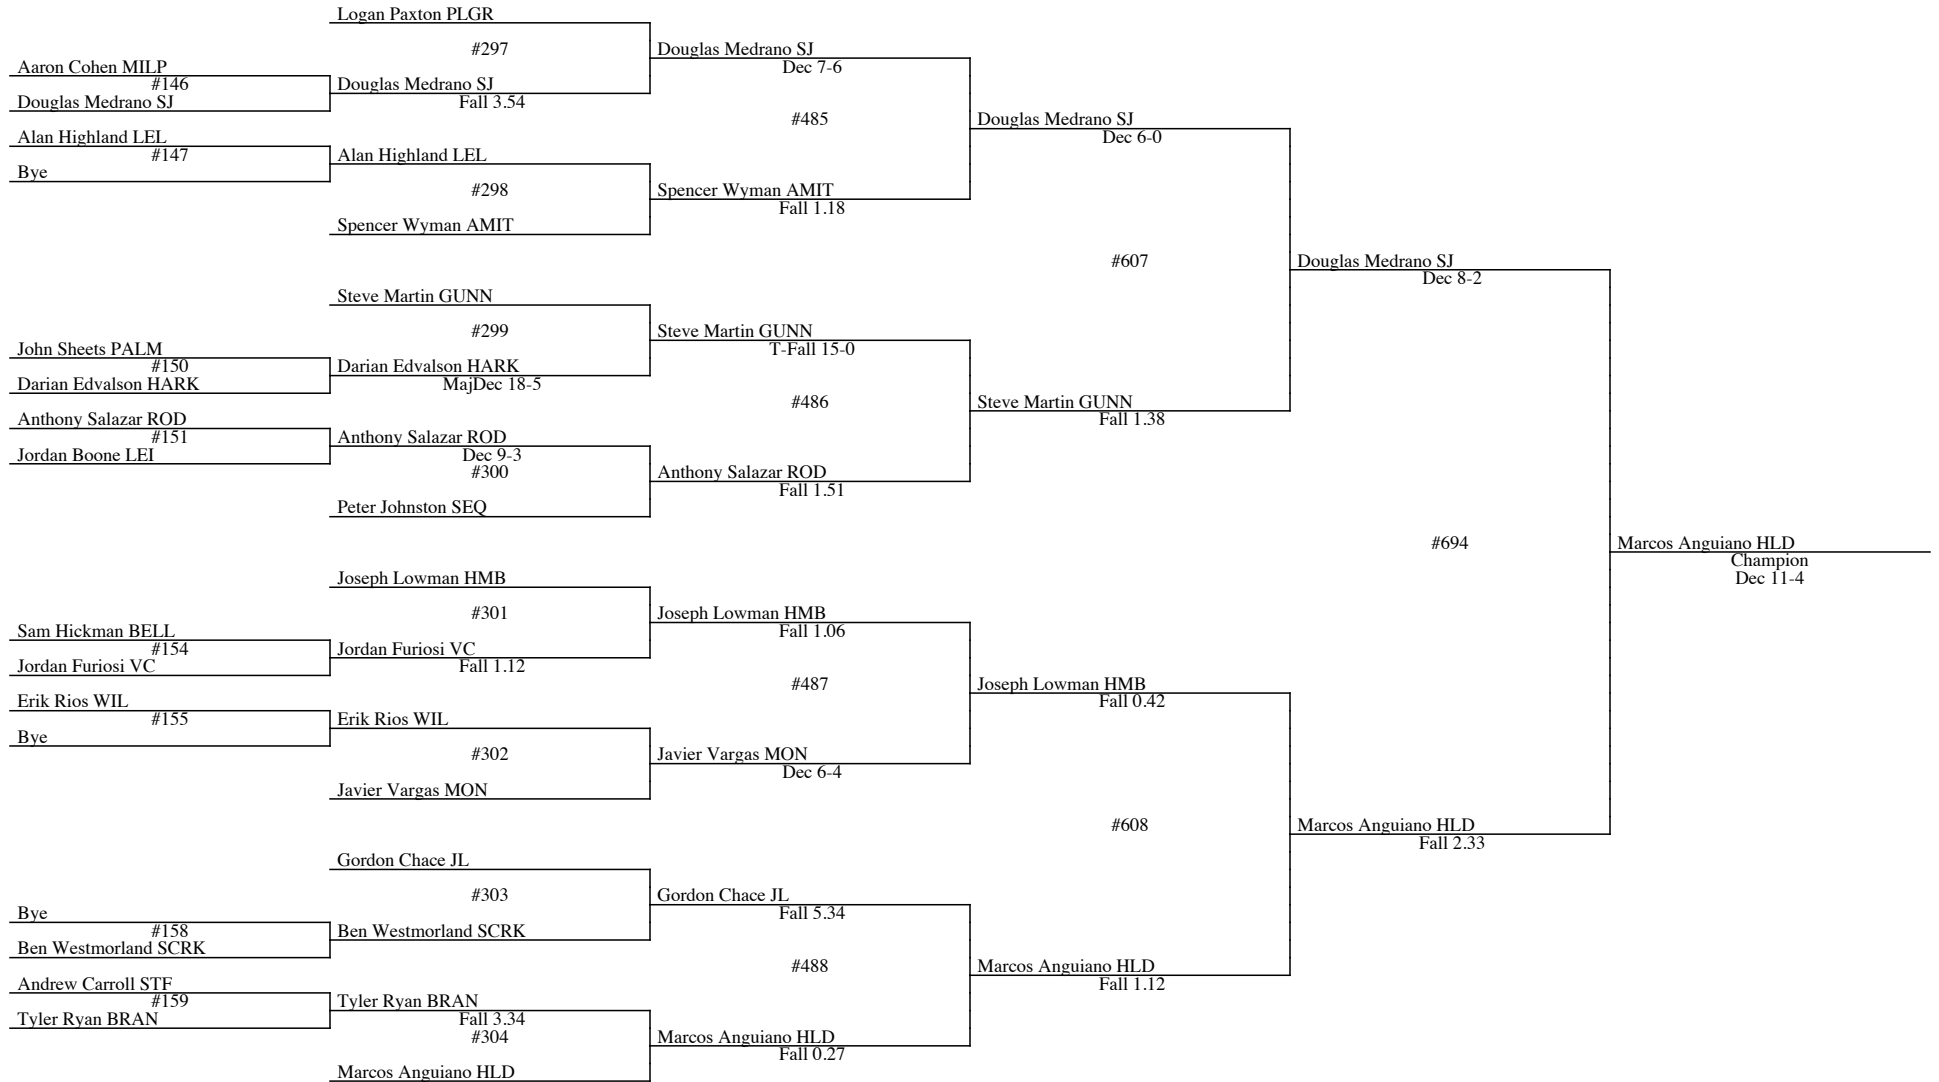 Logan Paxton PLGR
#297
Douglas Medrano SJ
Dec 7-6
Aaron Cohen MILP
#146
Douglas Medrano SJ
Fall 3.54
Douglas Medrano SJ
#485
Douglas Medrano SJ
Dec 6-0
Alan Highland LEL
#147
Alan Highland LEL
Bye
#298
Spencer Wyman AMIT
Fall 1.18
Spencer Wyman AMIT
#607
Douglas Medrano SJ
Dec 8-2
Steve Martin GUNN
#299
Steve Martin GUNN
T-Fall 15-0
John Sheets PALM
#150
Darian Edvalson HARK
MajDec 18-5
Darian Edvalson HARK
#486
Steve Martin GUNN
Fall 1.38
Anthony Salazar ROD
#151
Anthony Salazar ROD
Dec 9-3
Jordan Boone LEI
#300
Anthony Salazar ROD
Fall 1.51
Peter Johnston SEQ
#694
Marcos Anguiano HLD
Champion
Dec 11-4
Joseph Lowman HMB
#301
Joseph Lowman HMB
Fall 1.06
Sam Hickman BELL
#154
Jordan Furiosi VC
Fall 1.12
Jordan Furiosi VC
#487
Joseph Lowman HMB
Fall 0.42
Erik Rios WIL
#155
Erik Rios WIL
Bye
#302
Javier Vargas MON
Dec 6-4
Javier Vargas MON
#608
Marcos Anguiano HLD
Fall 2.33
Gordon Chace JL
#303
Gordon Chace JL
Fall 5.34
Bye
#158
Ben Westmorland SCRK
Ben Westmorland SCRK
#488
Marcos Anguiano HLD
Fall 1.12
Andrew Carroll STF
#159
Tyler Ryan BRAN
Fall 3.34
Tyler Ryan BRAN
#304
Marcos Anguiano HLD
Fall 0.27
Marcos Anguiano HLD